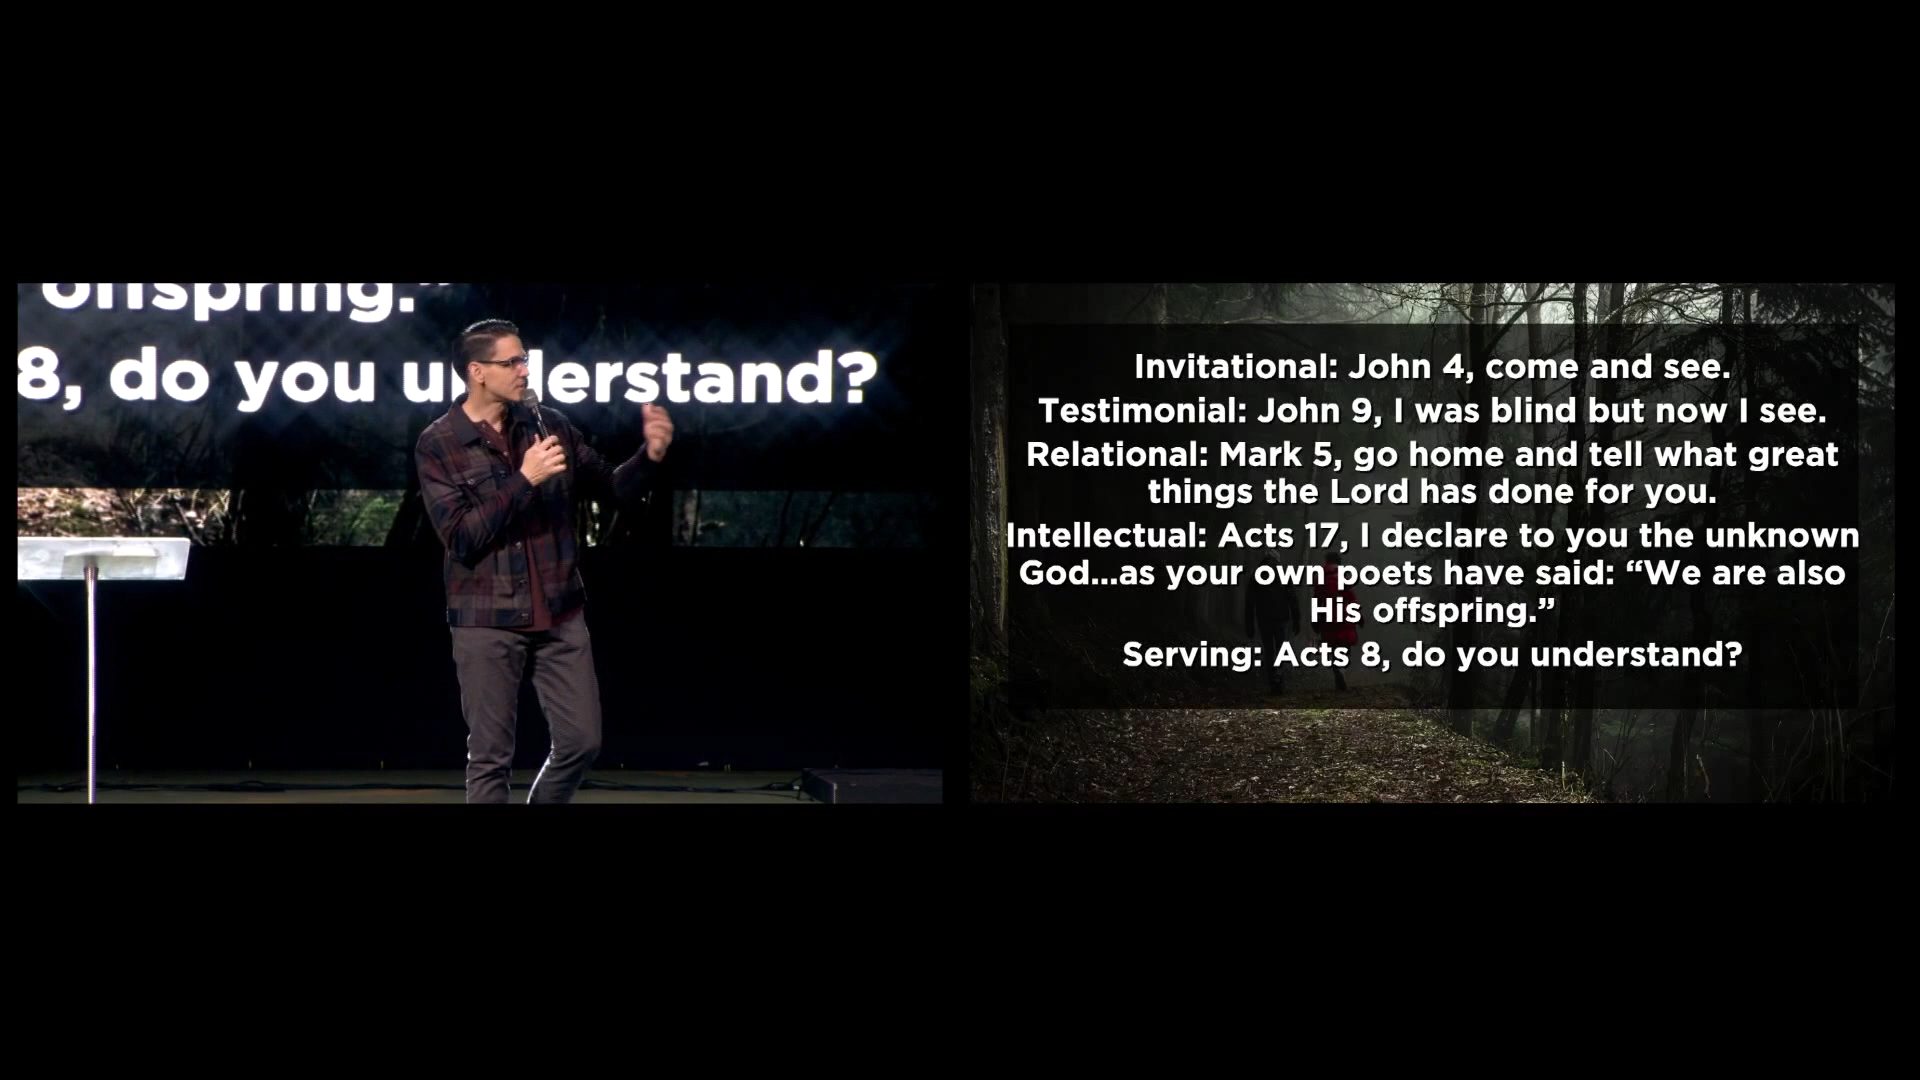 offspring.”
8, do you understand?
Invitational: John 4, come and see.
Testimonial: John 9, I was blind but now I see.
Relational: Mark 5, go home and tell what great
things the Lord has done for you.
Intellectual: Acts 17, I declare to you the unknown
God...as your own poets have said: “We are also
His offspring.”
Serving: Acts 8, do you understand?